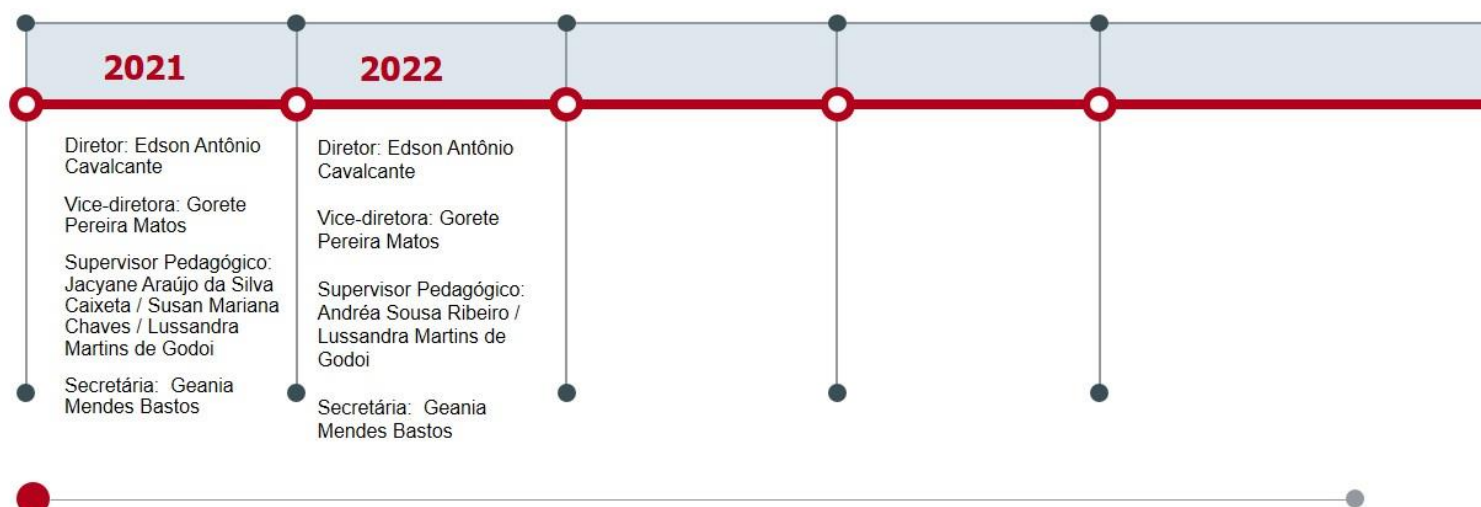 2021
Diretor: Edson Antônio
Cavalcante
Vice-diretora: Gorete
Pereira Matos
Supervisor Pedagógico:
Jacyane Araújo da Silva
Caixeta / Susan Mariana
Chaves / Lussandra
Martins de Godoi
Secretária:  Geania
Mendes Bastos
2022
Diretor: Edson Antônio
Cavalcante
Vice-diretora: Gorete
Pereira Matos
Supervisor Pedagógico:
Andréa Sousa Ribeiro /
Lussandra Martins de
Godoi
Secretária:  Geania
Mendes Bastos